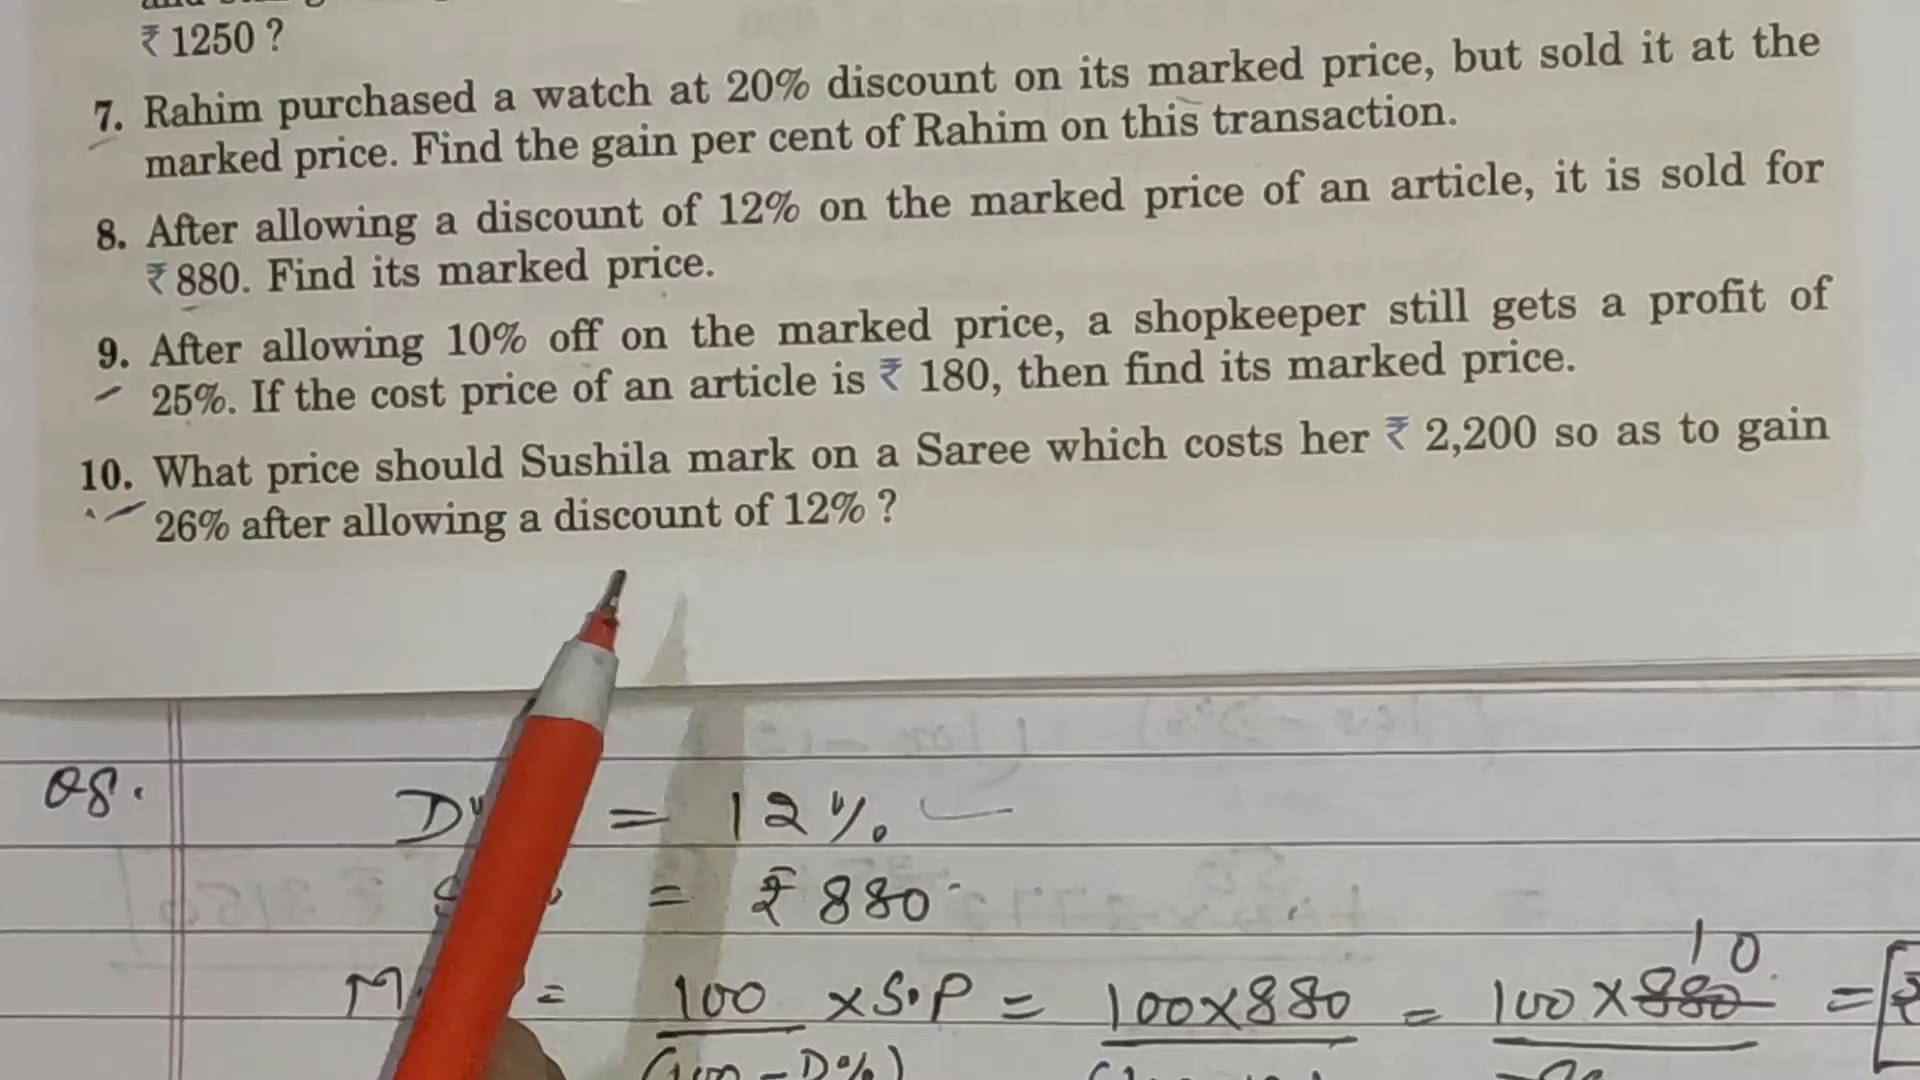 ₹ 1250 ?
7. Rahim purchased a watch at 20% discount on its marked price, but sold it at the
marked price. Find the gain per cent of Rahim on this transaction.
8. After allowing a discount of 12% on the marked price of an article, it is sold for
₹ 880. Find its marked price.
9. After allowing 10% off on the marked price, a shopkeeper still gets a profit of
25%. If the cost price of an article is ₹ 180, then find its marked price.
10. What price should Sushila mark on a Saree which costs her ₹ 2,200 so as to gain
26% after allowing a discount of 12% ?
Q8. D = 12%
= ₹ 880
10
M. = 100 × S.P = 100×880 = 100×880 =
(100 - D%)